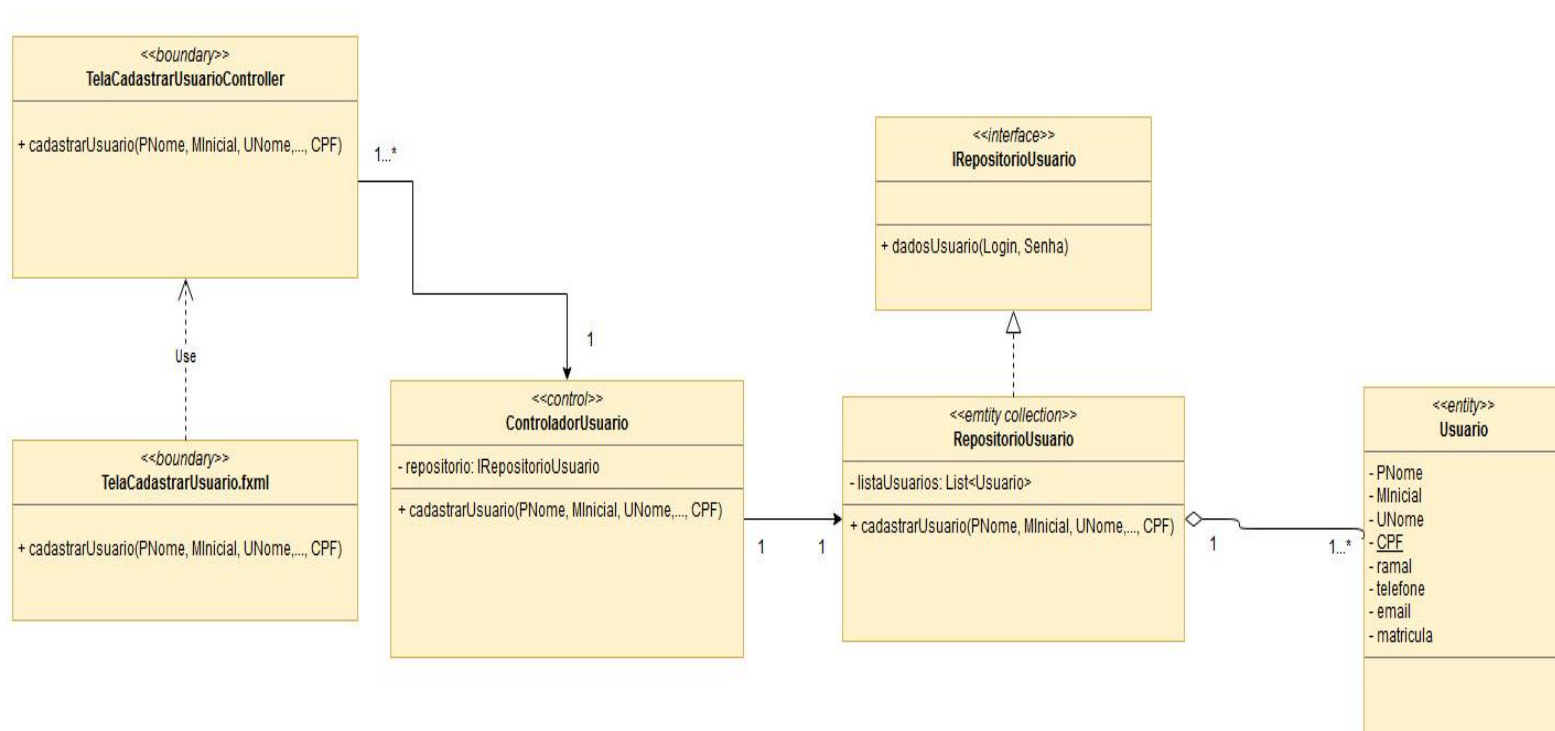 <<boundary>>
TelaCadastrarUsuarioController
+ cadastrarUsuario(PNome, MInicial, UNome,..., CPF)
1...*
1
Use
<<boundary>>
TelaCadastrarUsuario.fxml
+ cadastrarUsuario(PNome, MInicial, UNome,..., CPF)
<<control>>
ControladorUsuario
- repositorio: IRepositorioUsuario
+ cadastrarUsuario(PNome, MInicial, UNome,..., CPF)
1
1
<<interface>>
IRepositorioUsuario
+ dadosUsuario(Login, Senha)
<<emtity collection>>
RepositorioUsuario
- listaUsuarios: List<Usuario>
+ cadastrarUsuario(PNome, MInicial, UNome,..., CPF)
1
1...*
<<entity>>
Usuario
- PNome
- MInicial
- UNome
- CPF
- ramal
- telefone
- email
- matricula